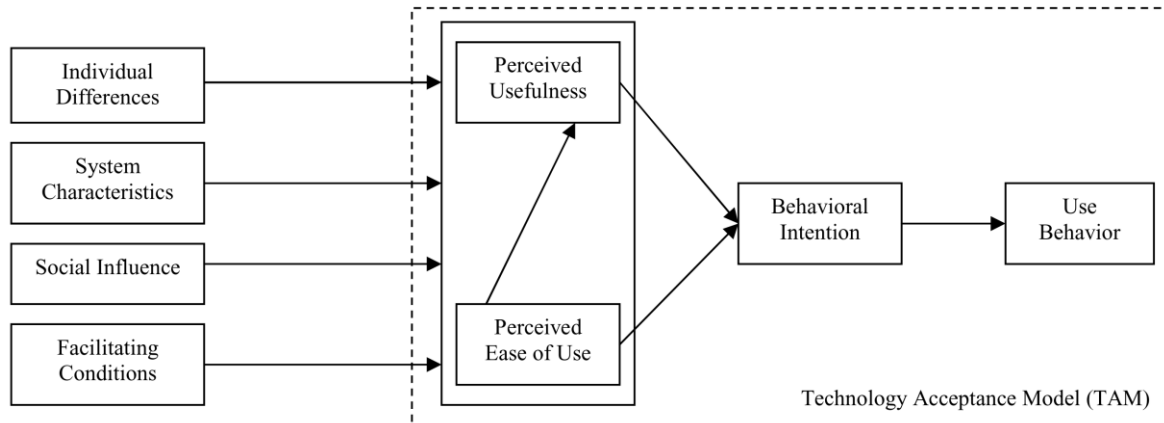 Individual
Differences
System
Characteristics
Social Influence
Facilitating
Conditions
Perceived
Usefulness
Perceived
Ease of Use
Behavioral
Intention
Use
Behavior
Technology Acceptance Model (TAM)